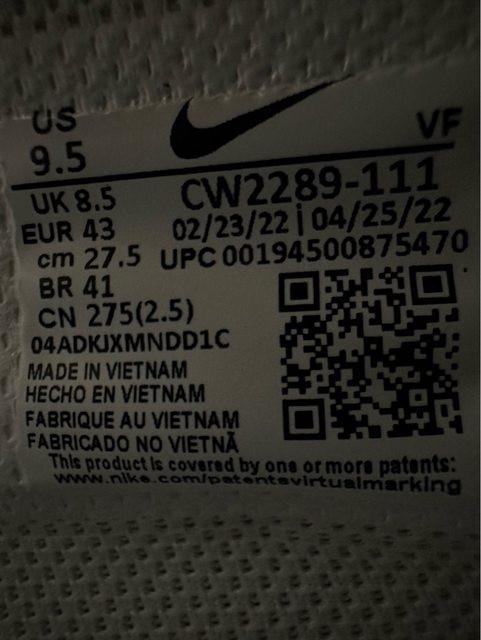 US VF
9.5
UK 8.5 CW2289-111
EUR 43 02/23/22 | 04/25/22
cm 27.5 UPC 00194500875470
BR 41
CN 275(2.5)
04ADKJXMNDD1C
MADE IN VIETNAM
HECHO EN VIETNAM
FABRIQUE AU VIETNAM
FABRICADO NO VIETNÃ
This product is covered by one or more patents:
www.nike.com/patentsvirtualmarking